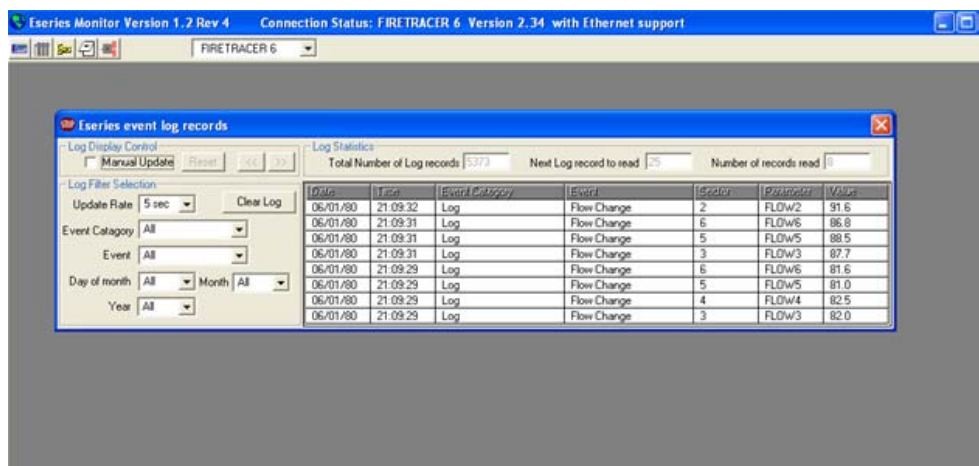 Eseries Monitor Version 1.2 Rev 4 Connection Status: FIRETRACER 6 Version 2.34 with Ethernet support
FIRETRACER 6
Eseries event log records
Log Display Control
Manual Update Reset << >>
Log Statistics
Total Number of Log records 5373 Next Log record to read 25 Number of records read 8
Log Filter Selection
Update Rate 5 sec Clear Log
Event Catagory All
Event All
Day of month All Month All
Year All
Date Time Event Category Event Sector Parameter Value
06/01/80 21:09:32 Log Flow Change 2 FLOW2 91.6
06/01/80 21:09:31 Log Flow Change 6 FLOW6 86.8
06/01/80 21:09:31 Log Flow Change 5 FLOW5 88.5
06/01/80 21:09:31 Log Flow Change 3 FLOW3 87.7
06/01/80 21:09:29 Log Flow Change 6 FLOW6 81.6
06/01/80 21:09:29 Log Flow Change 5 FLOW5 81.0
06/01/80 21:09:29 Log Flow Change 4 FLOW4 82.5
06/01/80 21:09:29 Log Flow Change 3 FLOW3 82.0